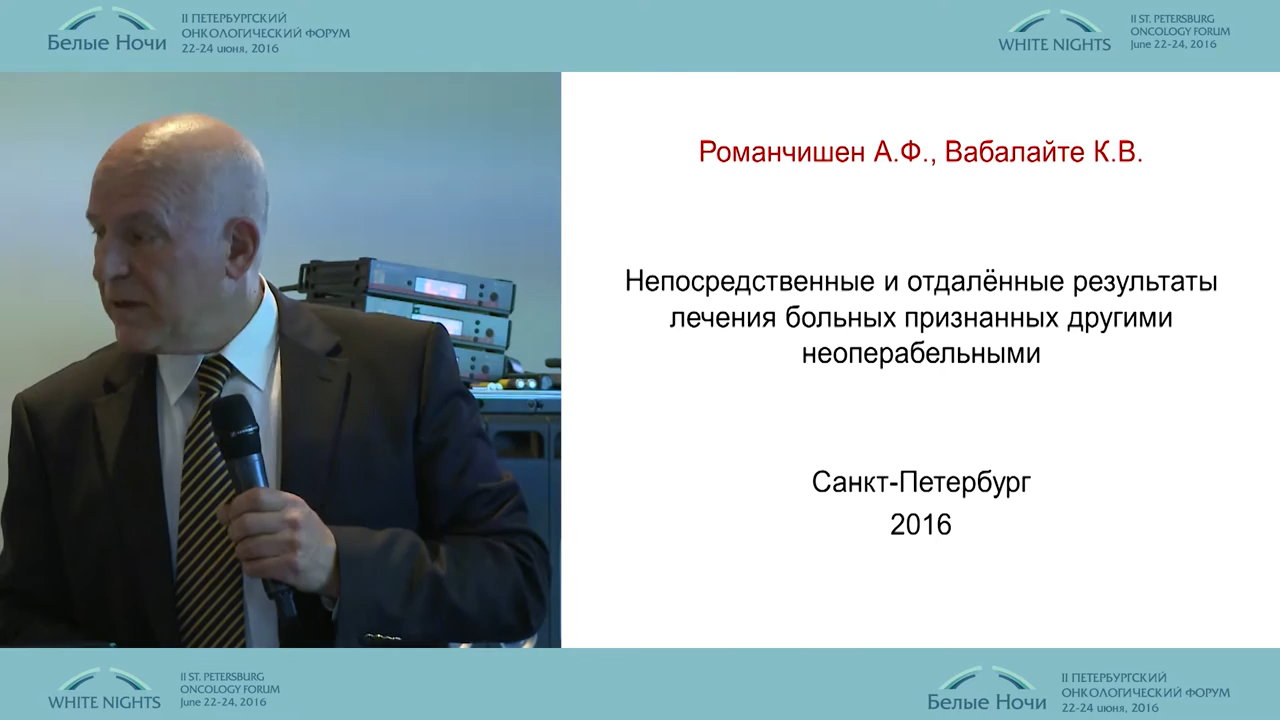 Белые Ночи
II ПЕТЕРБУРГСКИЙ
ОНКОЛОГИЧЕСКИЙ ФОРУМ
22-24 июня, 2016
WHITE NIGHTS
II ST. PETERSBURG
ONCOLOGY FORUM
June 22-24, 2016
Романчишен А.Ф., Вабалайте К.В.
Непосредственные и отдалённые результаты
лечения больных признанных другими
неоперабельными
Санкт-Петербург
2016
WHITE NIGHTS
II ST. PETERSBURG
ONCOLOGY FORUM
June 22-24, 2016
Белые Ночи
II ПЕТЕРБУРГСКИЙ
ОНКОЛОГИЧЕСКИЙ ФОРУМ
22-24 июня, 2016